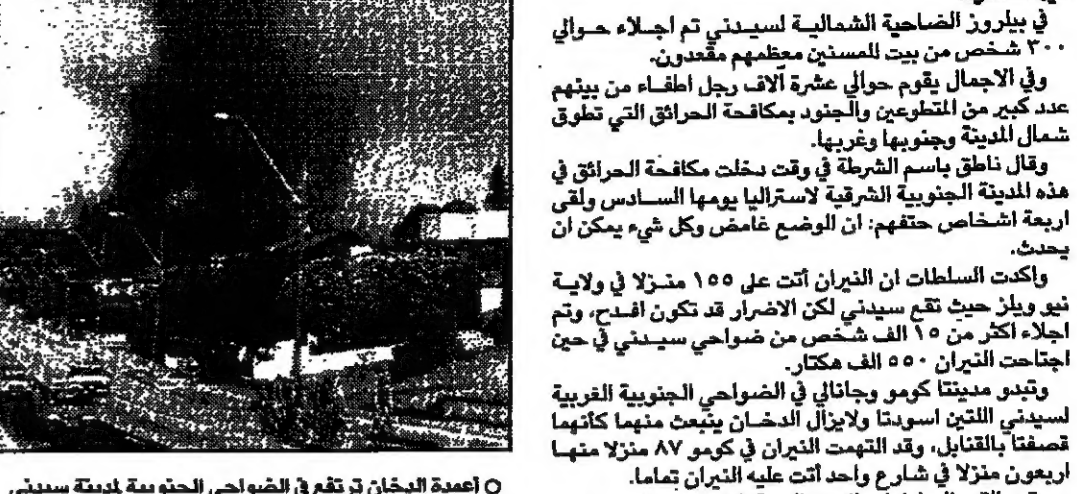 في بيلروز الضاحية الشمالية لسيدني تم اجلاء حوالي
٣٠٠ شخص من بيت للمسنين معظمهم مقعدون.
وفي الاجمال يقوم حوالي عشرة آلاف رجل اطفاء من بينهم
عدد كبير من المتطوعين والجنود بمكافحة الحرائق التي تطوق
شمال المدينة وجنوبها وغربها.
وقال ناطق باسم الشرطة في وقت دخلت مكافحة الحرائق في
هذه المدينة الجنوبية الشرقية لاستراليا يومها السادس ولقى
اربعة اشخاص حتفهم: ان الوضع غامض وكل شيء يمكن ان
يحدث.
واكدت السلطات ان النيران أتت على ١٥٥ منزلا في ولاية
نيو ويلز حيث تقع سيدني لكن الاضرار قد تكون افدح، وتم
اجلاء اكثر من ١٥ الف شخص من ضواحي سيدني في حين
اجتاحت النيران ٥٥٠ الف هكتار.
وتبدو مدينتا كومو وجانالي في الضواحي الجنوبية الغربية
لسيدني اللتين اسودتا ولايزال الدخان ينبعث منهما كأنهما
قصفتا بالقنابل، وقد التهمت النيران في كومو ٨٧ منزلا منها
اربعون منزلا في شارع واحد أتت عليه النيران تماما.
O أعمدة الدخان ترتفع في الضواحي الجنوبية لمدينة سيدني